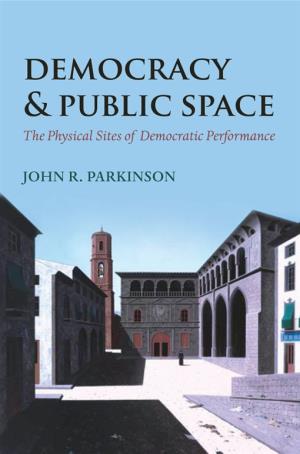 DEMOCRACY
& PUBLIC SPACE
The Physical Sites of Democratic Performance
JOHN R. PARKINSON